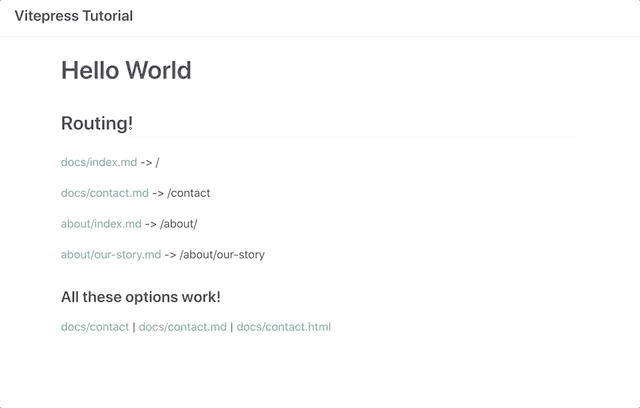 Vitepress Tutorial
Hello World
Routing!
docs/index.md -> /
docs/contact.md -> /contact
about/index.md -> /about/
about/our-story.md -> /about/our-story
All these options work!
docs/contact | docs/contact.md | docs/contact.html